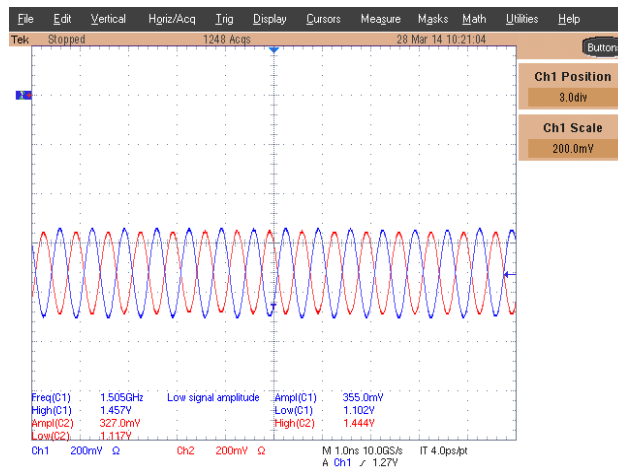 File Edit Vertical Horiz/Acq Trig Display Cursors Measure Masks Math Utilities Help
Tek Stopped 1248 Acqs 28 Mar 14 10:21:04
Buttons
Ch1 Position
3.0div
Ch1 Scale
200.0mV
Freq(C1) 1.505GHz Low signal amplitude Ampl(C1) 355.0mV
High(C1) 1.457V Low(C1) 1.102V
Ampl(C2) 327.0mV High(C2) 1.444V
Low(C2) 1.117V
Ch1 200mV Ω Ch2 200mV Ω M 1.0ns 10.0GS/s IT 4.0ps/pt
A Ch1 ∫ 1.27V